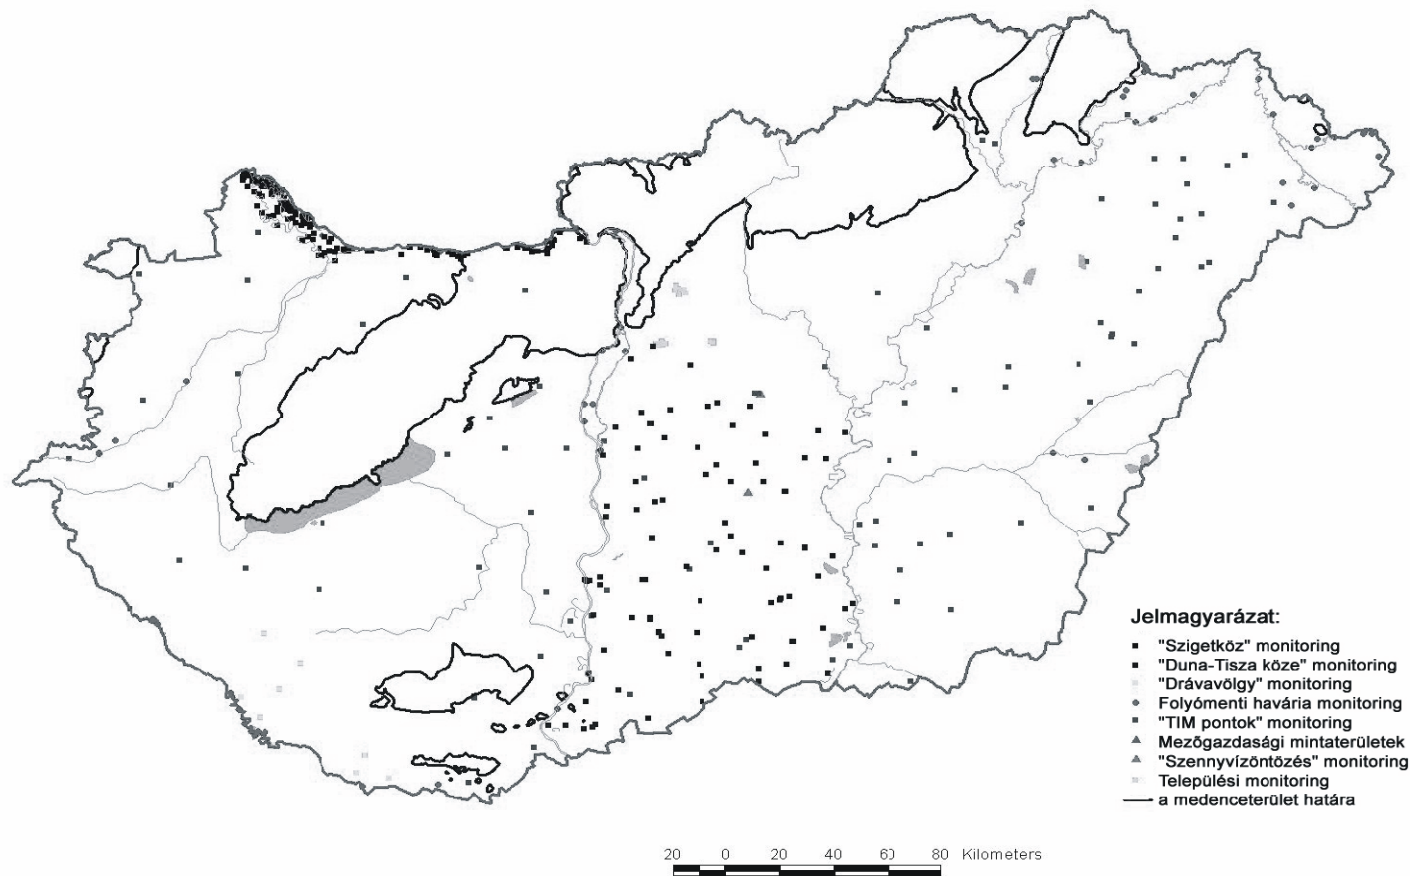 Jelmagyarázat:
"Szigetköz" monitoring
"Duna-Tisza köze" monitoring
"Drávavölgy" monitoring
Folyómenti havária monitoring
"TIM pontok" monitoring
Mezõgazdasági mintaterületek
"Szennyvízöntözés" monitoring
Települési monitoring
a medenceterület határa
20 0 20 40 60 80 Kilometers